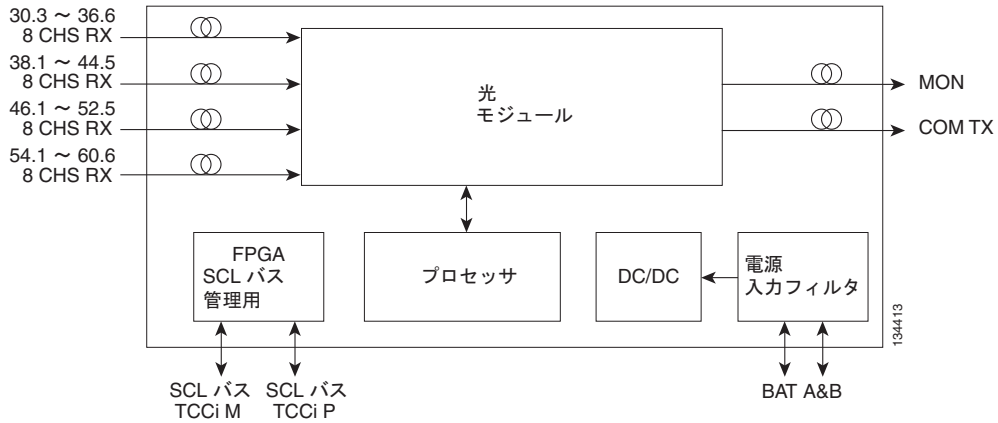 30.3 ～ 36.6
8 CHS RX
38.1 ～ 44.5
8 CHS RX
46.1 ～ 52.5
8 CHS RX
54.1 ～ 60.6
8 CHS RX
光
モジュール
MON
COM TX
FPGA
SCL バス
管理用
プロセッサ
DC/DC
電源
入力フィルタ
134413
SCL バス
TCCi M
SCL バス
TCCi P
BAT A&B